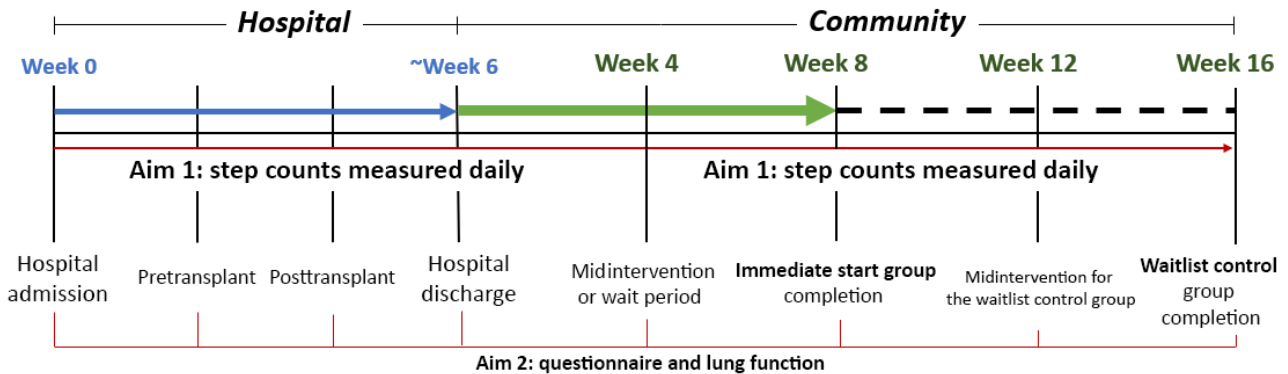 Hospital
Community
Week 0
~Week 6
Week 4
Week 8
Week 12
Week 16
Aim 1: step counts measured daily
Aim 1: step counts measured daily
Hospital
admission
Pretransplant
Posttransplant
Hospital
discharge
Midintervention
or wait period
Immediate start group
completion
Midintervention for
the waitlist control group
Waitlist control
group
completion
Aim 2: questionnaire and lung function